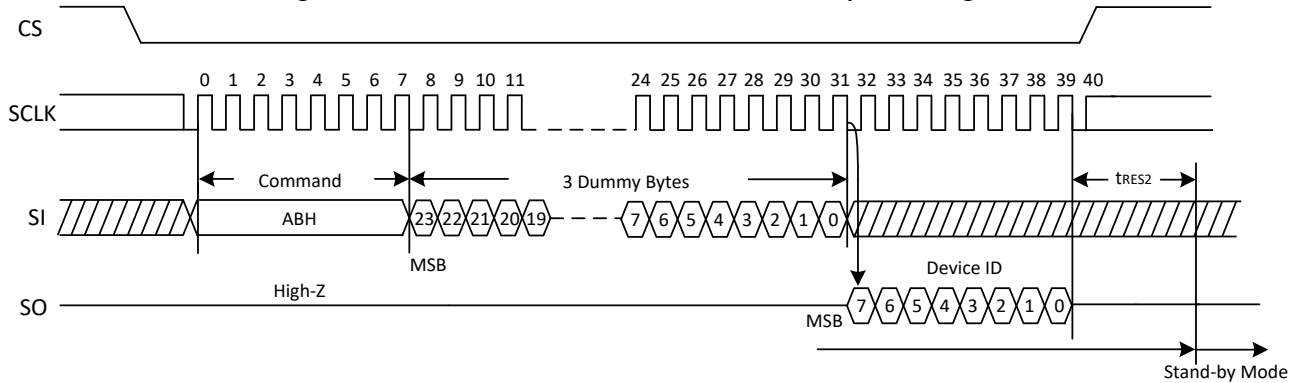 CS
0 1 2 3 4 5 6 7 8 9 10 11 24 25 26 27 28 29 30 31 32 33 34 35 36 37 38 39 40
SCLK
Command 3 Dummy Bytes tRES2
SI ABH 23 22 21 20 19 7 6 5 4 3 2 1 0
MSB Device ID
High-Z
SO 7 6 5 4 3 2 1 0
MSB
Stand-by Mode